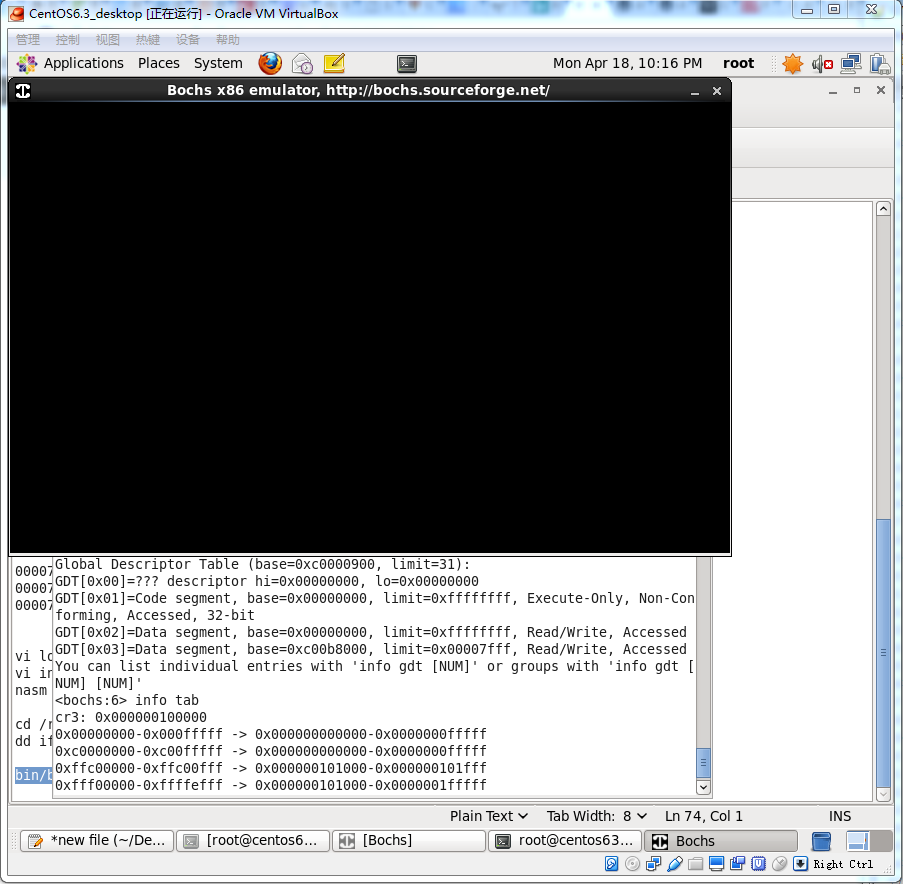 CentOS6.3_desktop [正在运行] - Oracle VM VirtualBox
管理 控制 视图 热键 设备 帮助
Applications Places System Mon Apr 18, 10:16 PM root
Bochs x86 emulator, http://bochs.sourceforge.net/
Global Descriptor Table (base=0xc0000900, limit=31):
00007 GDT[0x00]=??? descriptor hi=0x00000000, lo=0x00000000
00007 GDT[0x01]=Code segment, base=0x00000000, limit=0xffffffff, Execute-Only, Non-Con
00007 forming, Accessed, 32-bit
GDT[0x02]=Data segment, base=0x00000000, limit=0xffffffff, Read/Write, Accessed
GDT[0x03]=Data segment, base=0xc00b8000, limit=0x00007fff, Read/Write, Accessed
vi lo You can list individual entries with 'info gdt [NUM]' or groups with 'info gdt [
vi in NUM] [NUM]'
nasm <bochs:6> info tab
cr3: 0x000000100000
cd /r 0x00000000-0x000fffff -> 0x000000000000-0x0000000fffff
dd if 0xc0000000-0xc00fffff -> 0x000000000000-0x0000000fffff
0xffc00000-0xffc00fff -> 0x000000101000-0x000000101fff
bin/b 0xfff00000-0xffffefff -> 0x000000101000-0x0000001fffff
Plain Text Tab Width: 8 Ln 74, Col 1 INS
*new file (~/De... [root@centos6... [Bochs] root@centos63... Bochs
Right Ctrl